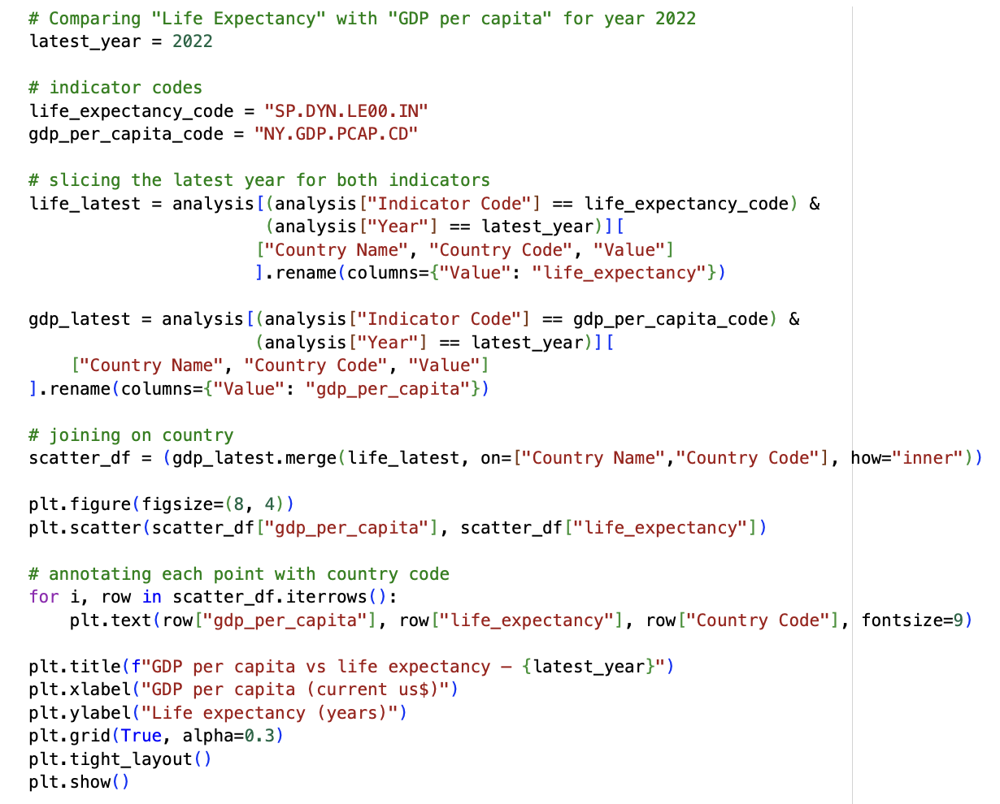 # Comparing "Life Expectancy" with "GDP per capita" for year 2022
latest_year = 2022

# indicator codes
life_expectancy_code = "SP.DYN.LE00.IN"
gdp_per_capita_code = "NY.GDP.PCAP.CD"

# slicing the latest year for both indicators
life_latest = analysis[(analysis["Indicator Code"] == life_expectancy_code) &
                       (analysis["Year"] == latest_year)][
                      ["Country Name", "Country Code", "Value"]
                      ].rename(columns={"Value": "life_expectancy"})

gdp_latest = analysis[(analysis["Indicator Code"] == gdp_per_capita_code) &
                      (analysis["Year"] == latest_year)][
    ["Country Name", "Country Code", "Value"]
].rename(columns={"Value": "gdp_per_capita"})

# joining on country
scatter_df = (gdp_latest.merge(life_latest, on=["Country Name","Country Code"], how="inner"))

plt.figure(figsize=(8, 4))
plt.scatter(scatter_df["gdp_per_capita"], scatter_df["life_expectancy"])

# annotating each point with country code
for i, row in scatter_df.iterrows():
    plt.text(row["gdp_per_capita"], row["life_expectancy"], row["Country Code"], fontsize=9)

plt.title(f"GDP per capita vs life expectancy — {latest_year}")
plt.xlabel("GDP per capita (current us$)")
plt.ylabel("Life expectancy (years)")
plt.grid(True, alpha=0.3)
plt.tight_layout()
plt.show()